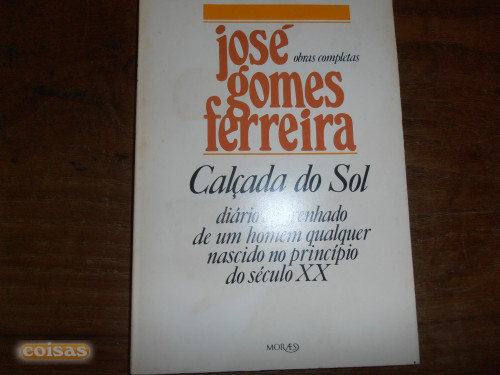 josé
obras completas
gomes
ferreira
Calçada do Sol
diário
de um homem qualquer
nascido no princípio
do século XX
MORÆS
coisas